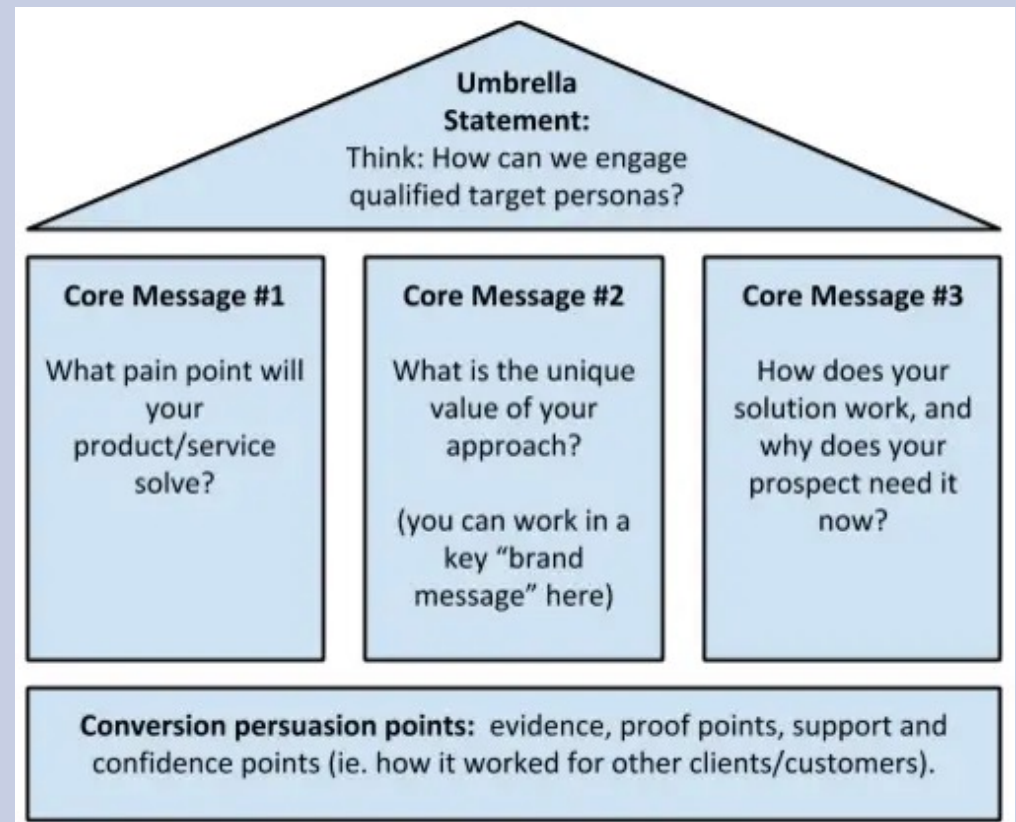 Umbrella
Statement:
Think: How can we engage
qualified target personas?
Core Message #1
What pain point will
your
product/service
solve?
Core Message #2
What is the unique
value of your
approach?
(you can work in a
key “brand
message” here)
Core Message #3
How does your
solution work, and
why does your
prospect need it
now?
Conversion persuasion points: evidence, proof points, support and
confidence points (ie. how it worked for other clients/customers).